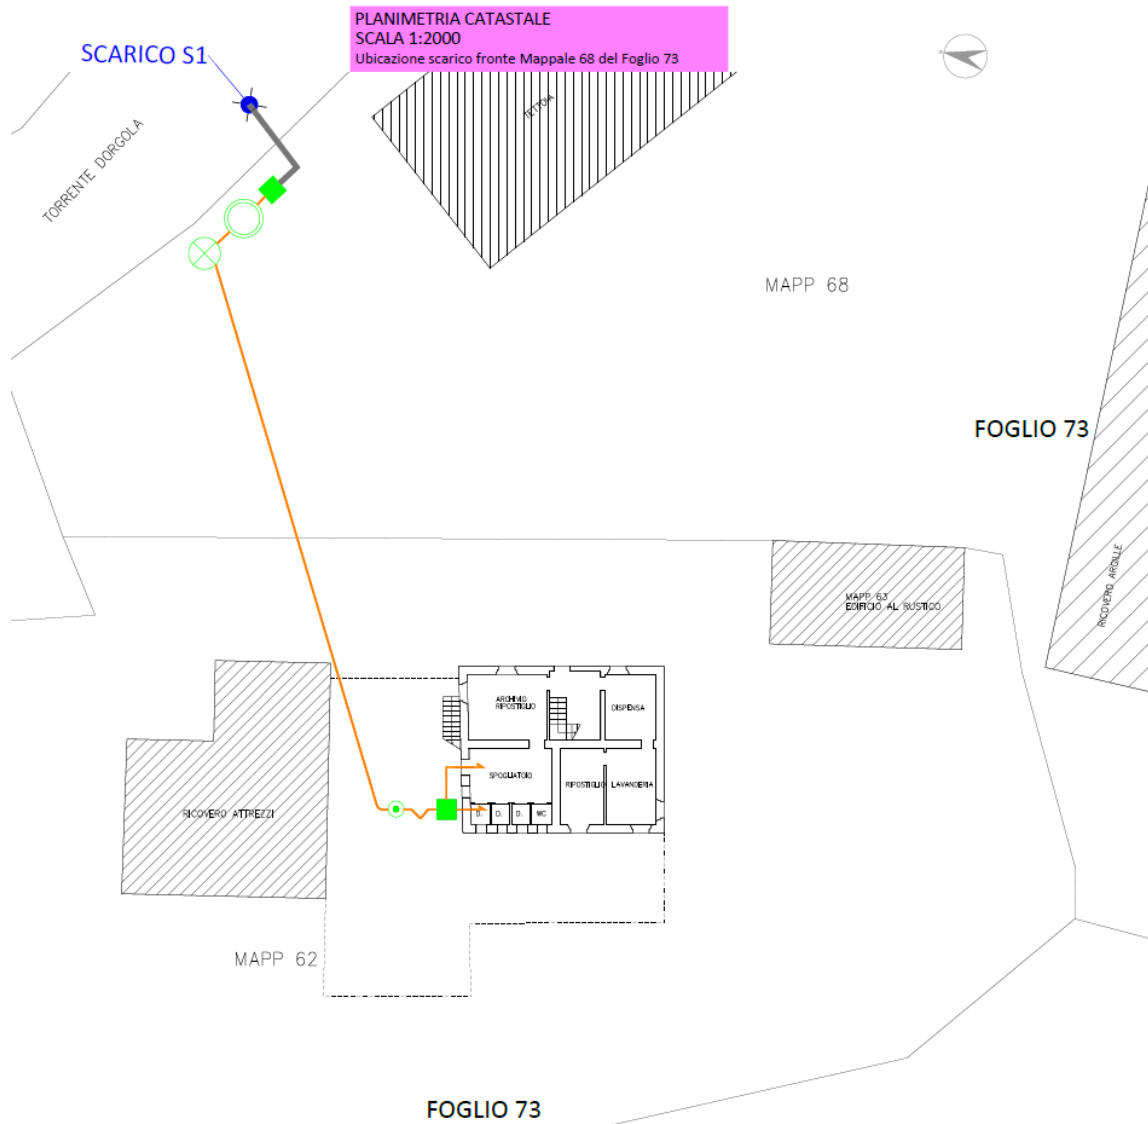 PLANIMETRIA CATASTALE
SCALA 1:2000
Ubicazione scarico fronte Mappale 68 del Foglio 73
SCARICO S1
TETTOIA
TORRENTE DORGOLA
MAPP 68
FOGLIO 73
RICOVERO ARGILLE
MAPP 63
EDIFICIO AL RUSTICO
ARCHIVIO
RIPOSTIGLIO
DISPENSA
SPOGLIATOIO
RIPOSTIGLIO
LAVANDERIA
RICOVERO ATTREZZI
D.
D.
D.
WC
MAPP 62
FOGLIO 73